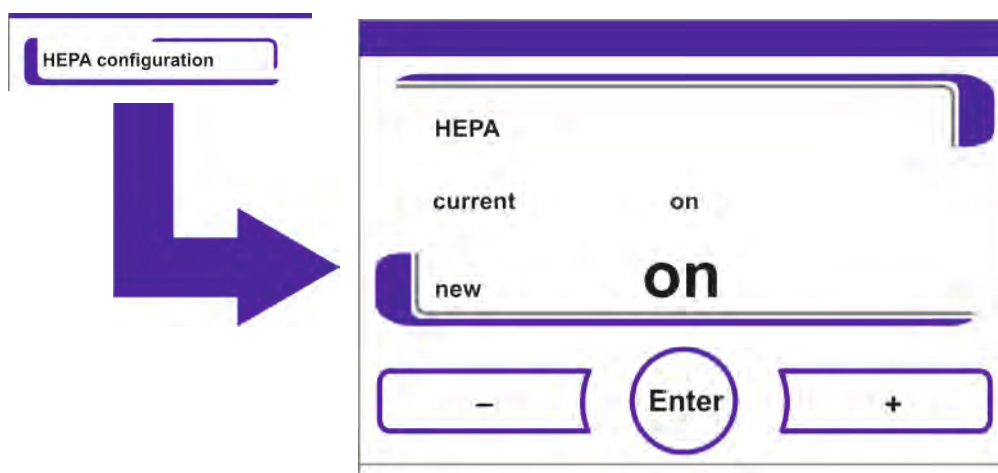 HEPA configuration
HEPA
current on
new on
– Enter +